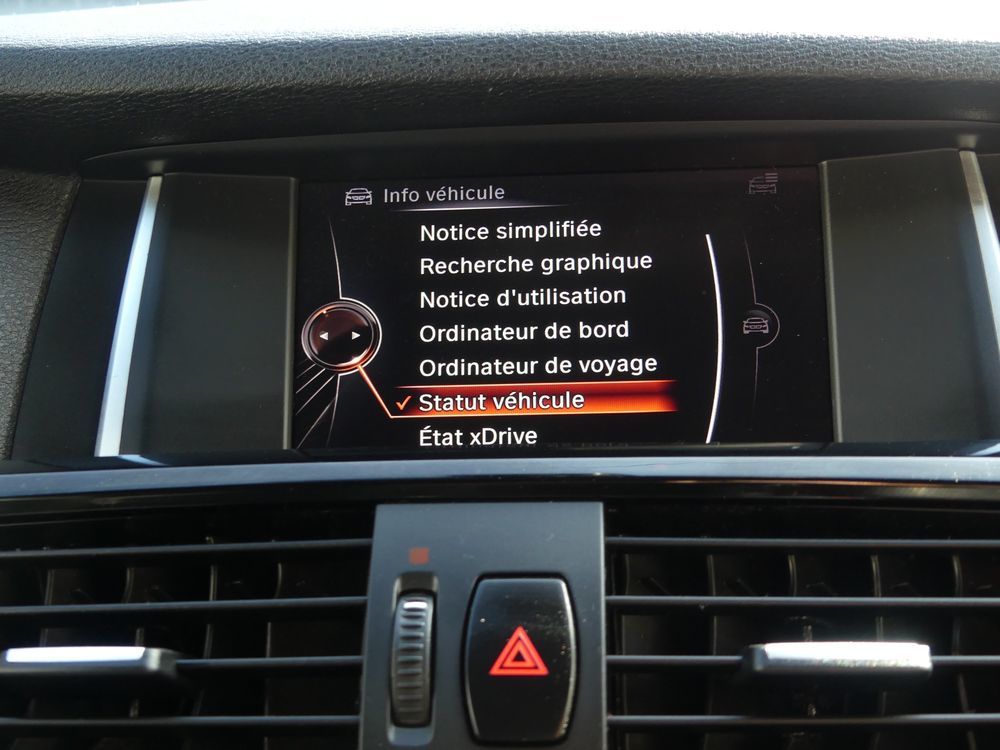 Info véhicule
Notice simplifiée
Recherche graphique
Notice d'utilisation
Ordinateur de bord
Ordinateur de voyage
Statut véhicule
État xDrive